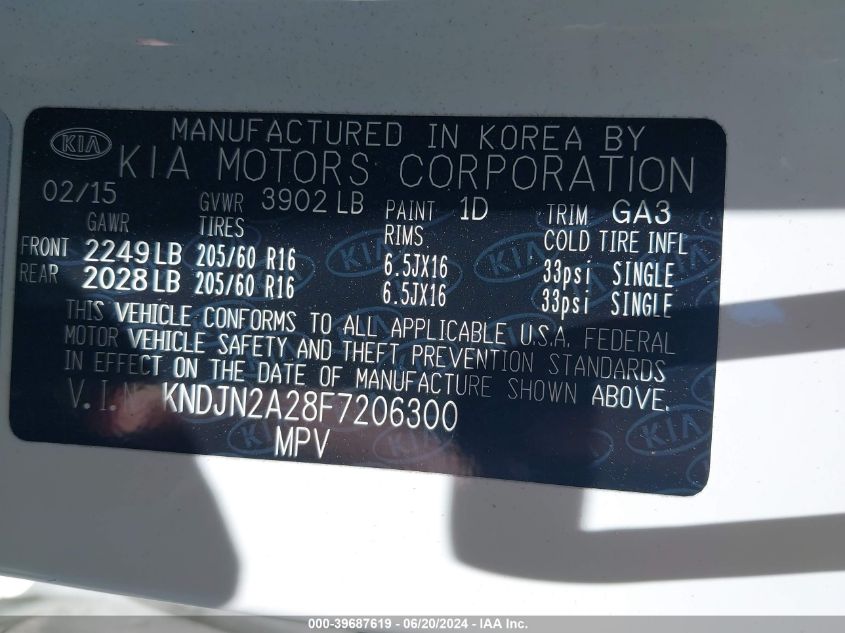 KIA
MANUFACTURED IN KOREA BY
KIA MOTORS CORPORATION
02/15 GVWR 3902 LB PAINT 1D TRIM GA3
GAWR TIRES RIMS COLD TIRE INFL
FRONT 2249 LB 205/60 R16 6.5JX16 33psi SINGLE
REAR 2028 LB 205/60 R16 6.5JX16 33psi SINGLE
THIS VEHICLE CONFORMS TO ALL APPLICABLE U.S.A. FEDERAL
MOTOR VEHICLE SAFETY AND THEFT PREVENTION STANDARDS
IN EFFECT ON THE DATE OF MANUFACTURE SHOWN ABOVE.
V.I.N KNDJN2A28F7206300
MPV
000-39687619 - 06/20/2024 - IAA Inc.